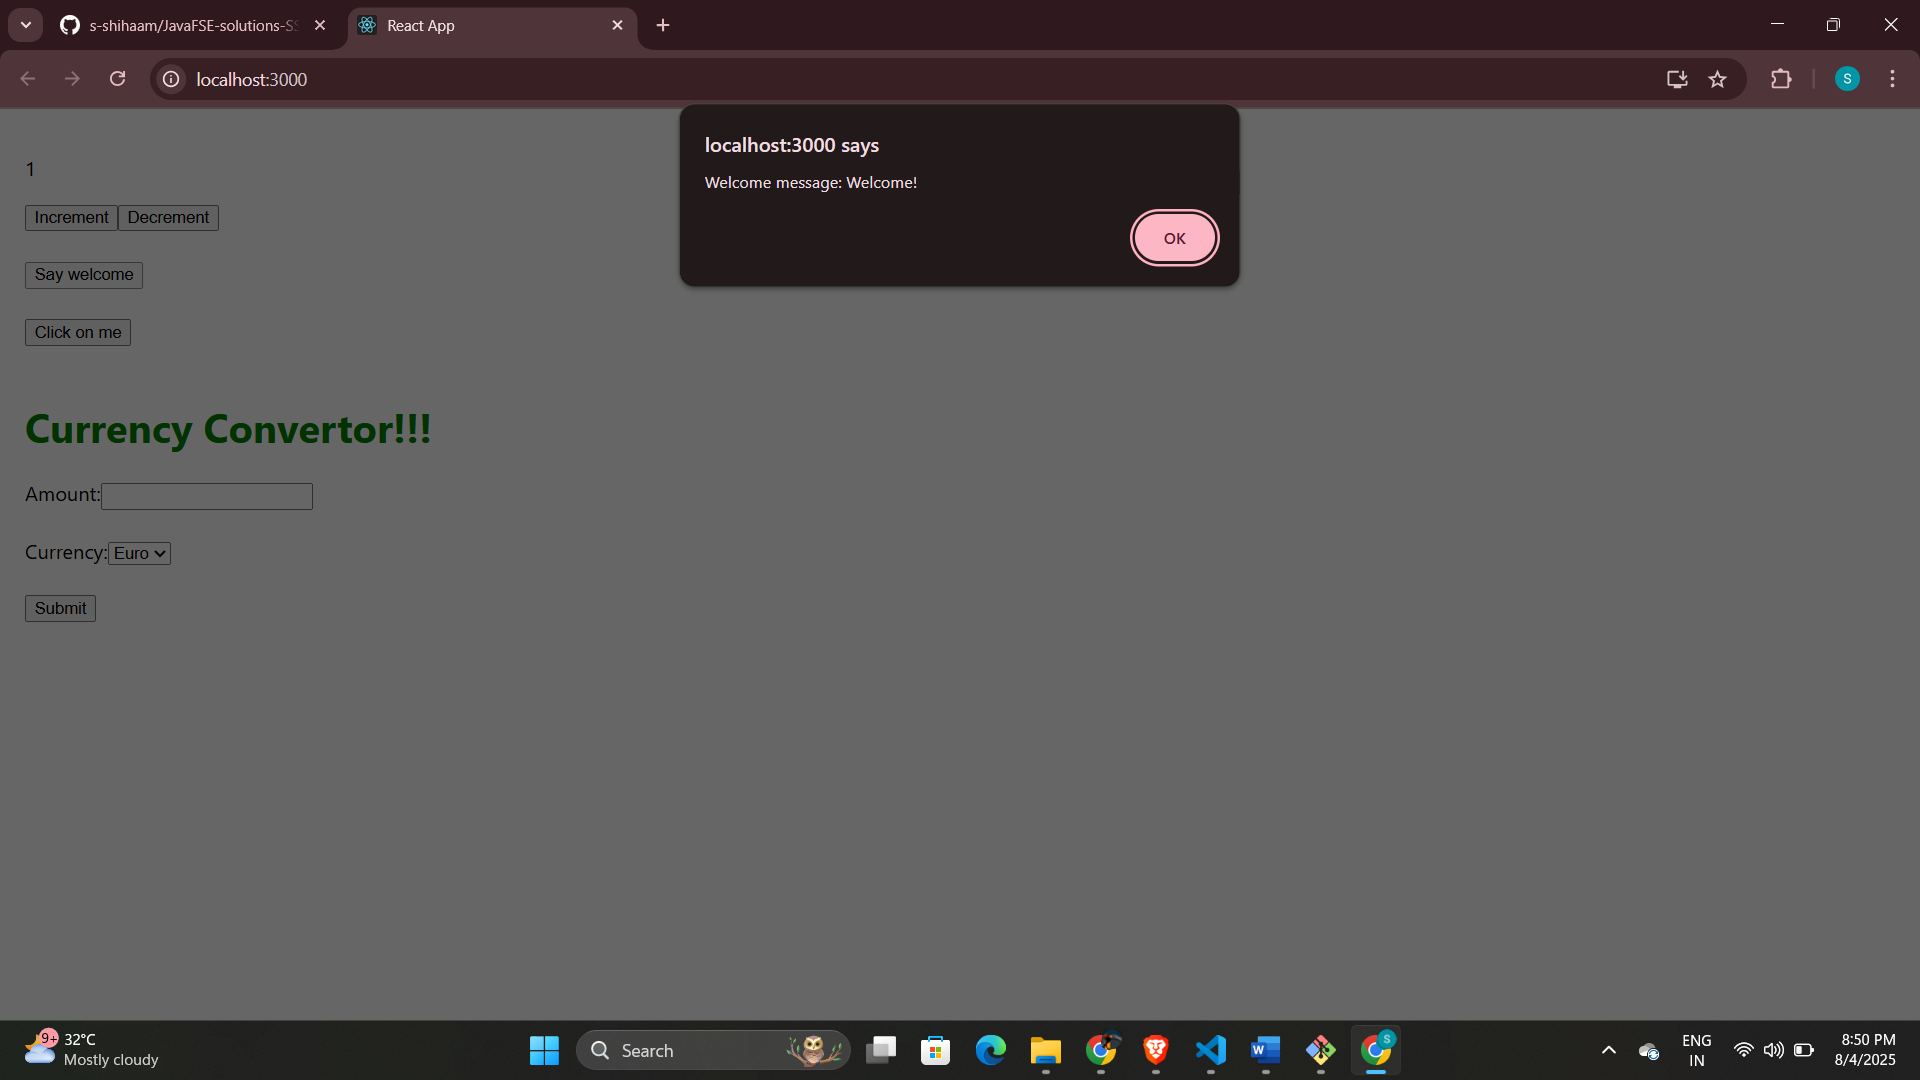 s-shihaam/JavaFSE-solutions-SS
React App
localhost:3000
S
localhost:3000 says
Welcome message: Welcome!
OK
1
Increment Decrement
Say welcome
Click on me
Currency Convertor!!!
Amount:
Currency: Euro
Submit
9+
32°C
Mostly cloudy
Search
W
S
ENG
IN
8:50 PM
8/4/2025